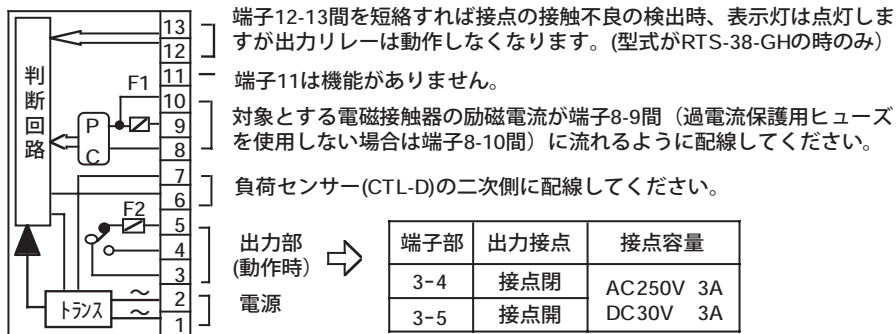 端子12-13間を短絡すれば接点の接触不良の検出時、表示灯は点灯しま
すが出力リレーは動作しなくなります。(型式がRTS-38-GHの時のみ)
端子11は機能がありません。
対象とする電磁接触器の励磁電流が端子8-9間（過電流保護用ヒューズ
を使用しない場合は端子8-10間）に流れるように配線してください。
負荷センサー(CTL-D)の二次側に配線してください。
出力部
(動作時)
電源
判断回路
F1
PC
F2
トランス
～
～
13
12
11
10
9
8
7
6
5
4
3
2
1
端子部 出力接点 接点容量
3-4 接点閉 AC250V 3A
3-5 接点開 DC30V 3A